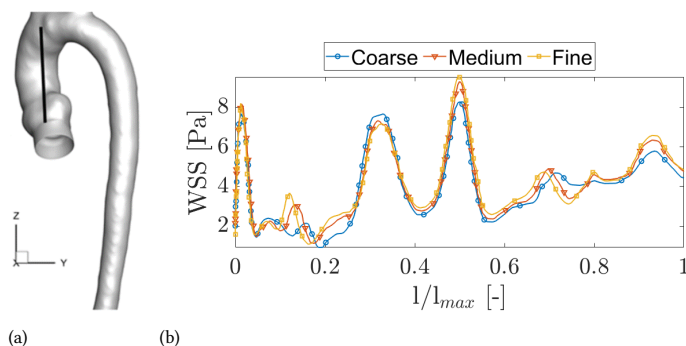 Coarse Medium Fine
8
6
4
2
WSS [Pa]
0 0.2 0.4 0.6 0.8 1
l/l_max [-]
Z
X Y
(a) (b)